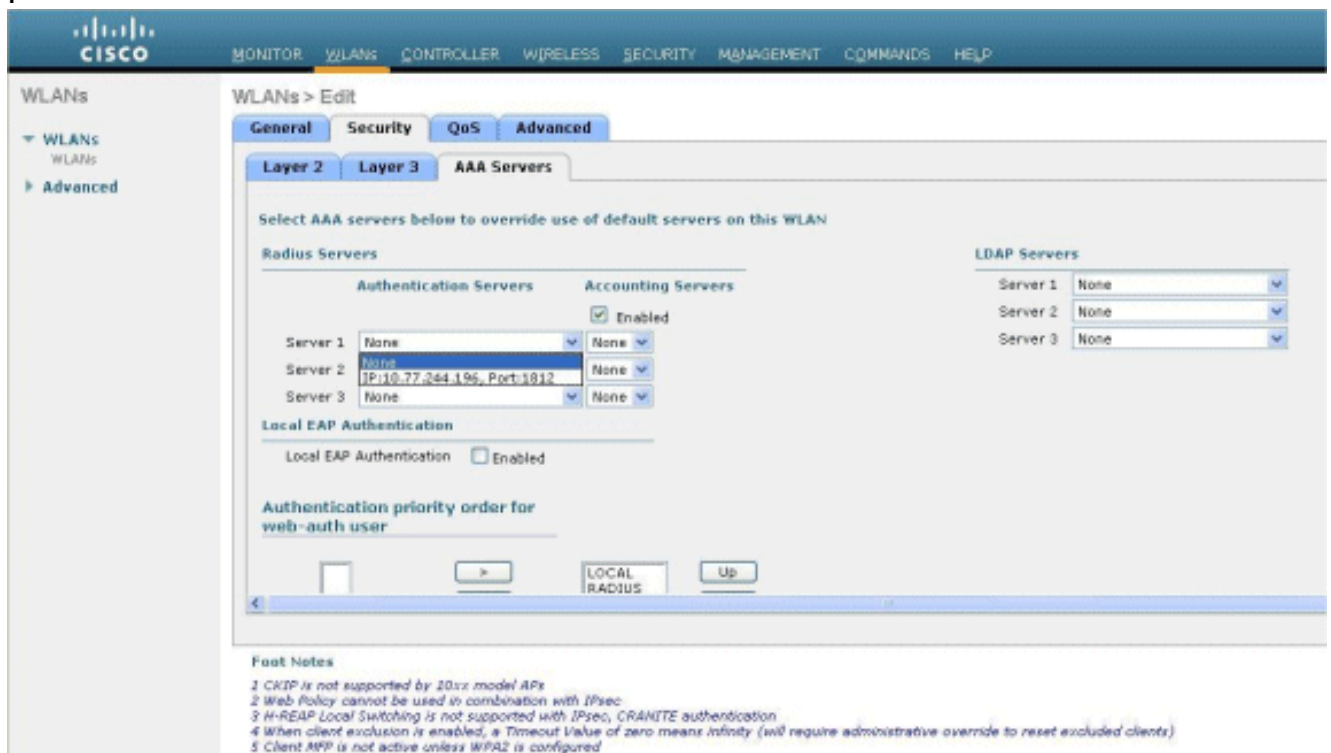 CISCO
MONITOR WLANs CONTROLLER WIRELESS SECURITY MANAGEMENT COMMANDS HELP
WLANs
WLANs
WLANs
Advanced
WLANs > Edit
General Security QoS Advanced
Layer 2 Layer 3 AAA Servers
Select AAA servers below to override use of default servers on this WLAN
Radius Servers
LDAP Servers
Authentication Servers Accounting Servers
Enabled
Server 1 None None
None
IP:10.77.244.196, Port:1812
Server 2 None
Server 3 None None
Server 1 None
Server 2 None
Server 3 None
Local EAP Authentication
Local EAP Authentication Enabled
Authentication priority order for
web-auth user
>
LOCAL
RADIUS
Up
Foot Notes
1 CKIP is not supported by 10xx model APs
2 Web Policy cannot be used in combination with IPsec
3 H-REAP Local Switching is not supported with IPsec, CRANITE authentication
4 When client exclusion is enabled, a Timeout Value of zero means infinity (will require administrative override to reset excluded clients)
5 Client MFP is not active unless WPA2 is configured